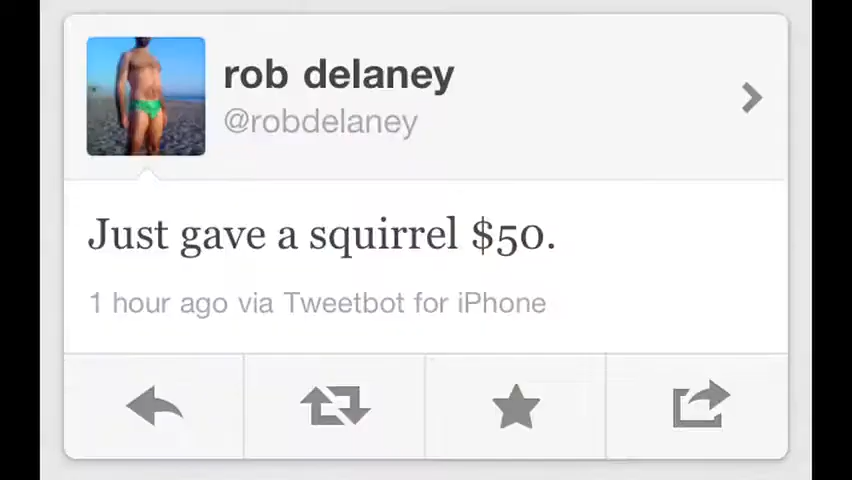 rob delaney
@robdelaney
Just gave a squirrel $50.
1 hour ago via Tweetbot for iPhone